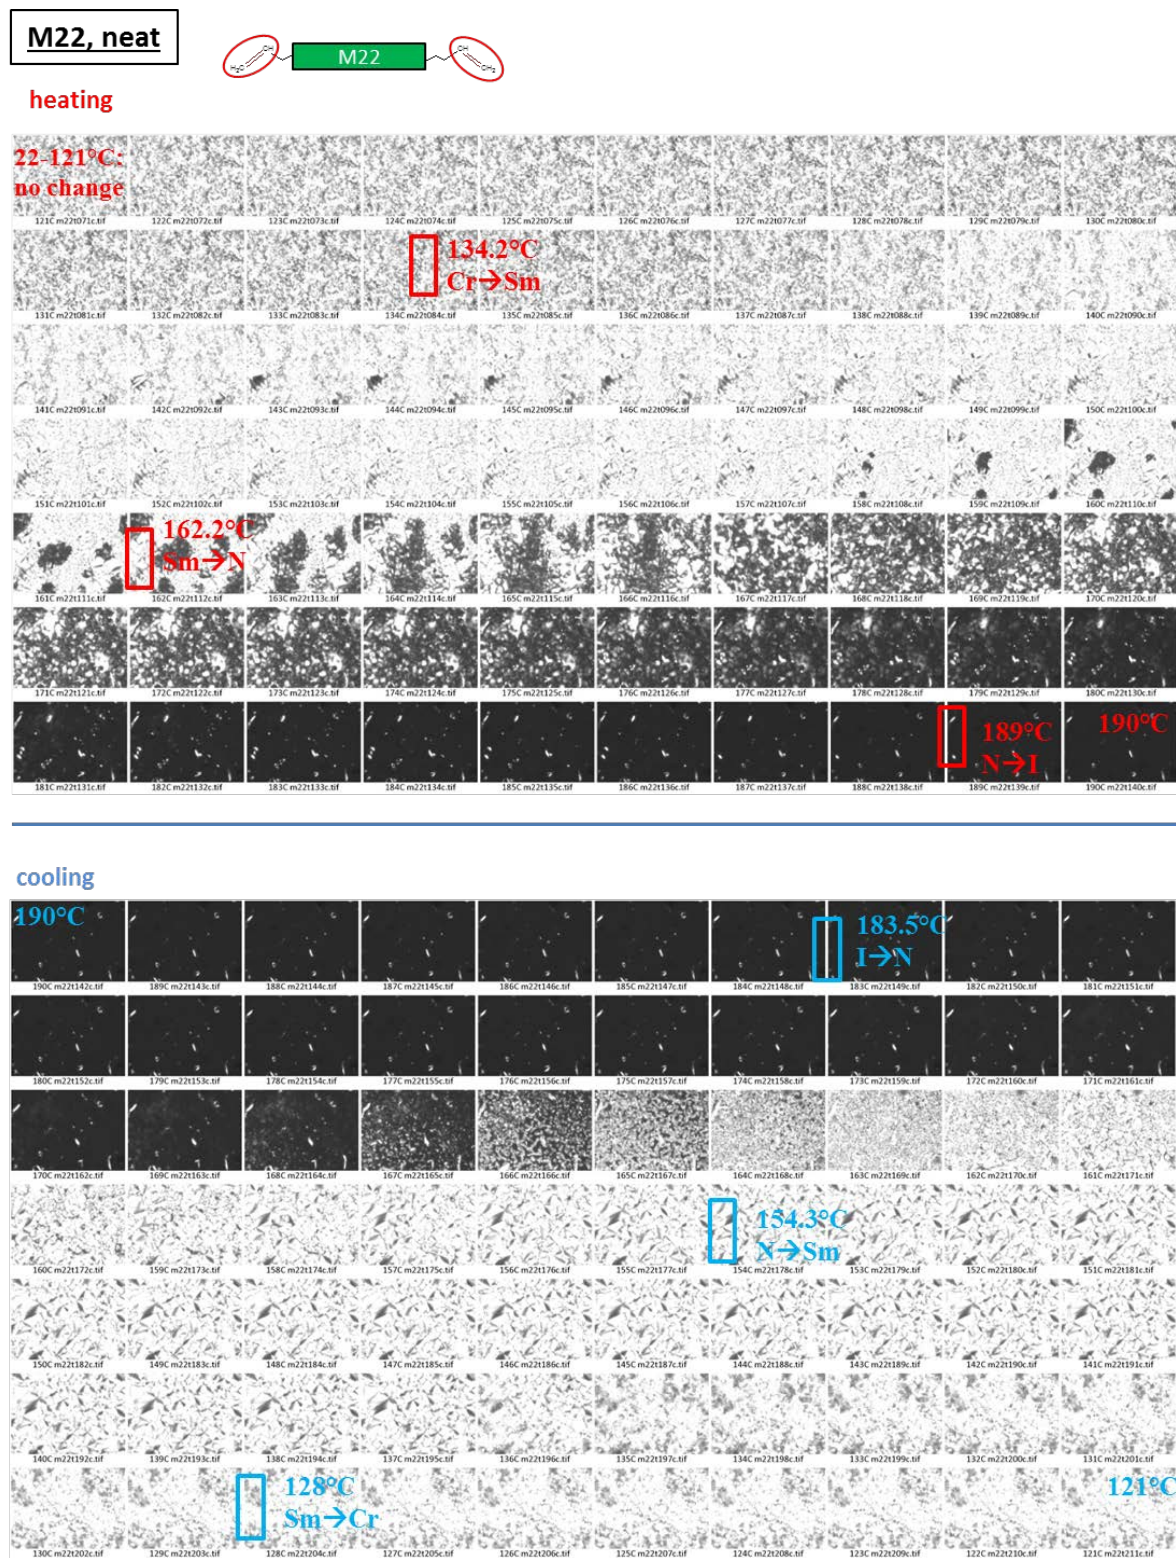 M22, neat
H₂C
CH
M22
CH
CH₂
heating
22-121°C:
no change
121C m22t071c.tif 122C m22t072c.tif 123C m22t073c.tif 124C m22t074c.tif 125C m22t075c.tif 126C m22t076c.tif 127C m22t077c.tif 128C m22t078c.tif 129C m22t079c.tif 130C m22t080c.tif
134.2°C
Cr→Sm
131C m22t081c.tif 132C m22t082c.tif 133C m22t083c.tif 134C m22t084c.tif 135C m22t085c.tif 136C m22t086c.tif 137C m22t087c.tif 138C m22t088c.tif 139C m22t089c.tif 140C m22t090c.tif
141C m22t091c.tif 142C m22t092c.tif 143C m22t093c.tif 144C m22t094c.tif 145C m22t095c.tif 146C m22t096c.tif 147C m22t097c.tif 148C m22t098c.tif 149C m22t099c.tif 150C m22t100c.tif
151C m22t101c.tif 152C m22t102c.tif 153C m22t103c.tif 154C m22t104c.tif 155C m22t105c.tif 156C m22t106c.tif 157C m22t107c.tif 158C m22t108c.tif 159C m22t109c.tif 160C m22t110c.tif
162.2°C
Sm→N
161C m22t111c.tif 162C m22t112c.tif 163C m22t113c.tif 164C m22t114c.tif 165C m22t115c.tif 166C m22t116c.tif 167C m22t117c.tif 168C m22t118c.tif 169C m22t119c.tif 170C m22t120c.tif
171C m22t121c.tif 172C m22t122c.tif 173C m22t123c.tif 174C m22t124c.tif 175C m22t125c.tif 176C m22t126c.tif 177C m22t127c.tif 178C m22t128c.tif 179C m22t129c.tif 180C m22t130c.tif
189°C
N→I
190°C
181C m22t131c.tif 182C m22t132c.tif 183C m22t133c.tif 184C m22t134c.tif 185C m22t135c.tif 186C m22t136c.tif 187C m22t137c.tif 188C m22t138c.tif 189C m22t139c.tif 190C m22t140c.tif
cooling
190°C
183.5°C
I→N
190C m22t142c.tif 189C m22t143c.tif 188C m22t144c.tif 187C m22t145c.tif 186C m22t146c.tif 185C m22t147c.tif 184C m22t148c.tif 183C m22t149c.tif 182C m22t150c.tif 181C m22t151c.tif
180C m22t152c.tif 179C m22t153c.tif 178C m22t154c.tif 177C m22t155c.tif 176C m22t156c.tif 175C m22t157c.tif 174C m22t158c.tif 173C m22t159c.tif 172C m22t160c.tif 171C m22t161c.tif
170C m22t162c.tif 169C m22t163c.tif 168C m22t164c.tif 167C m22t165c.tif 166C m22t166c.tif 165C m22t167c.tif 164C m22t168c.tif 163C m22t169c.tif 162C m22t170c.tif 161C m22t171c.tif
154.3°C
N→Sm
160C m22t172c.tif 159C m22t173c.tif 158C m22t174c.tif 157C m22t175c.tif 156C m22t176c.tif 155C m22t177c.tif 154C m22t178c.tif 153C m22t179c.tif 152C m22t180c.tif 151C m22t181c.tif
150C m22t182c.tif 149C m22t183c.tif 148C m22t184c.tif 147C m22t185c.tif 146C m22t186c.tif 145C m22t187c.tif 144C m22t188c.tif 143C m22t189c.tif 142C m22t190c.tif 141C m22t191c.tif
140C m22t192c.tif 139C m22t193c.tif 138C m22t194c.tif 137C m22t195c.tif 136C m22t196c.tif 135C m22t197c.tif 134C m22t198c.tif 133C m22t199c.tif 132C m22t200c.tif 131C m22t201c.tif
128°C
Sm→Cr
121°C
130C m22t202c.tif 129C m22t203c.tif 128C m22t204c.tif 127C m22t205c.tif 126C m22t206c.tif 125C m22t207c.tif 124C m22t208c.tif 123C m22t209c.tif 122C m22t210c.tif 121C m22t211c.tif